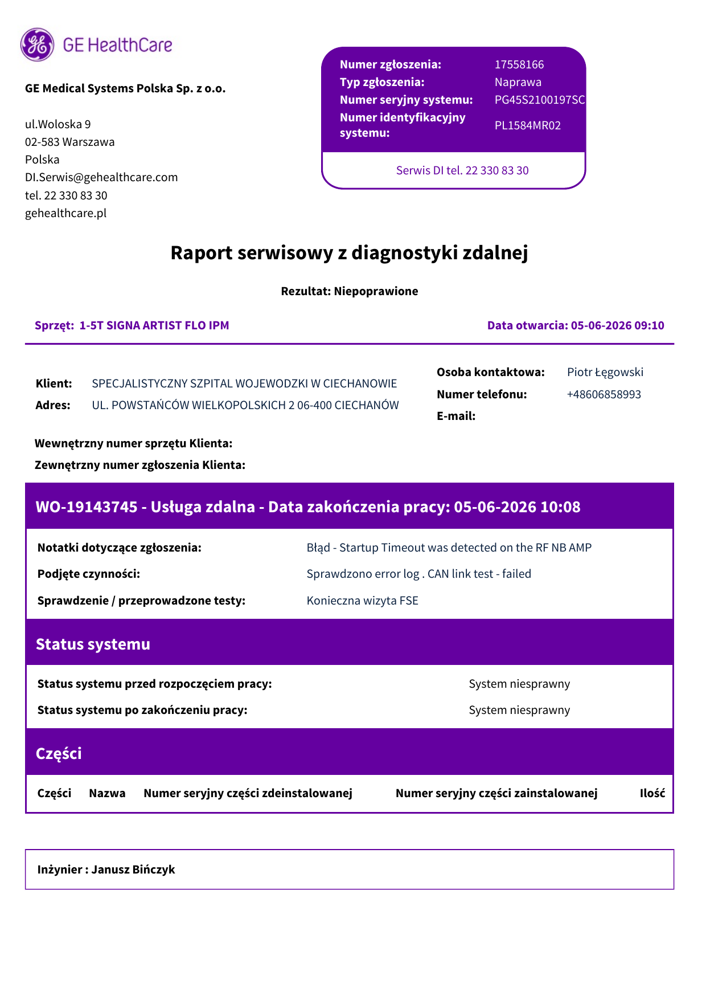 GE HealthCare
GE Medical Systems Polska Sp. z o.o.
ul.Woloska 9
02-583 Warszawa
Polska
DI.Serwis@gehealthcare.com
tel. 22 330 83 30
gehealthcare.pl
Numer zgłoszenia: 17558166
Typ zgłoszenia: Naprawa
Numer seryjny systemu: PG45S2100197SC
Numer identyfikacyjny systemu: PL1584MR02
Serwis DI tel. 22 330 83 30
Raport serwisowy z diagnostyki zdalnej
Rezultat: Niepoprawione
Sprzęt: 1-5T SIGNA ARTIST FLO IPM Data otwarcia: 05-06-2026 09:10
Klient: SPECJALISTYCZNY SZPITAL WOJEWODZKI W CIECHANOWIE
Adres: UL. POWSTAŃCÓW WIELKOPOLSKICH 2 06-400 CIECHANÓW
Osoba kontaktowa: Piotr Łęgowski
Numer telefonu: +48606858993
E-mail:
Wewnętrzny numer sprzętu Klienta:
Zewnętrzny numer zgłoszenia Klienta:
WO-19143745 - Usługa zdalna - Data zakończenia pracy: 05-06-2026 10:08
Notatki dotyczące zgłoszenia: Błąd - Startup Timeout was detected on the RF NB AMP
Podjęte czynności: Sprawdzono error log . CAN link test - failed
Sprawdzenie / przeprowadzone testy: Konieczna wizyta FSE
Status systemu
Status systemu przed rozpoczęciem pracy: System niesprawny
Status systemu po zakończeniu pracy: System niesprawny
Części
Części Nazwa Numer seryjny części zdeinstalowanej Numer seryjny części zainstalowanej Ilość
Inżynier : Janusz Bińczyk